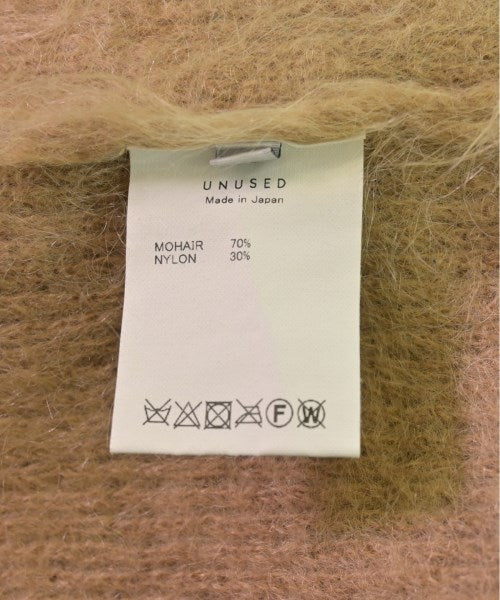 UNUSED
Made in Japan
MOHAIR 70%
NYLON 30%
F W